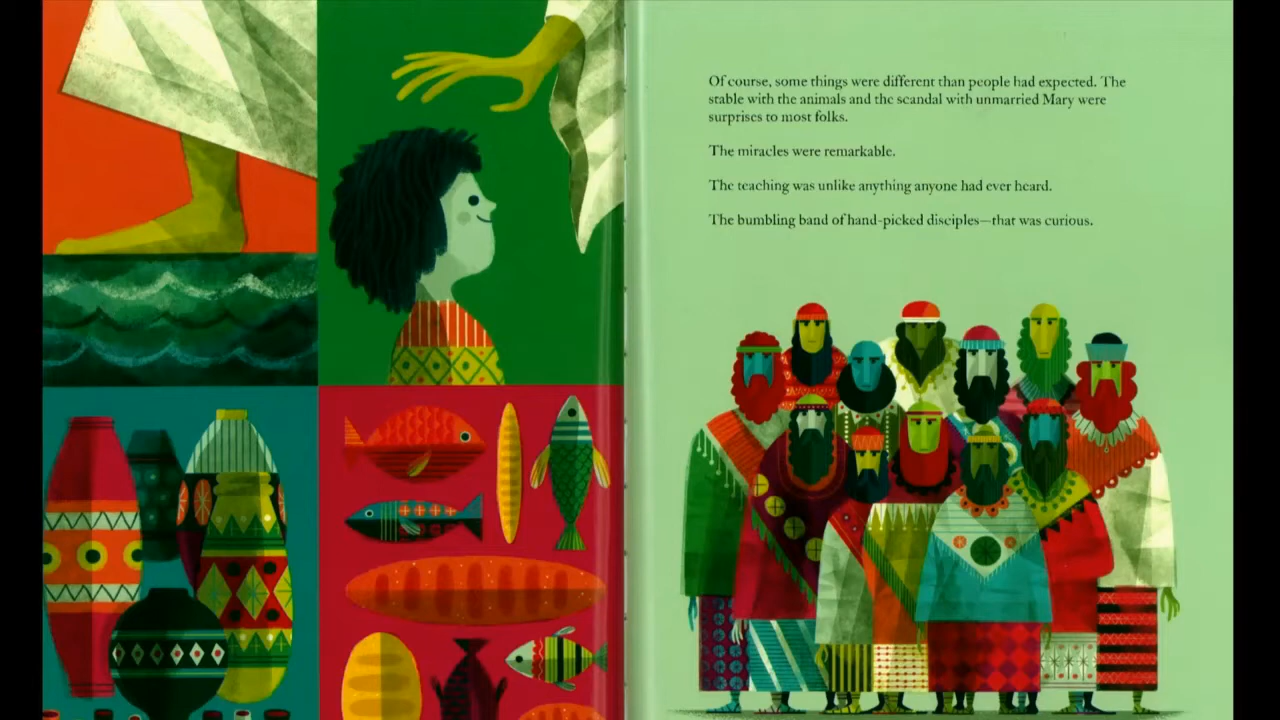 Of course, some things were different than people had expected. The
stable with the animals and the scandal with unmarried Mary were
surprises to most folks.
The miracles were remarkable.
The teaching was unlike anything anyone had ever heard.
The bumbling band of hand-picked disciples—that was curious.